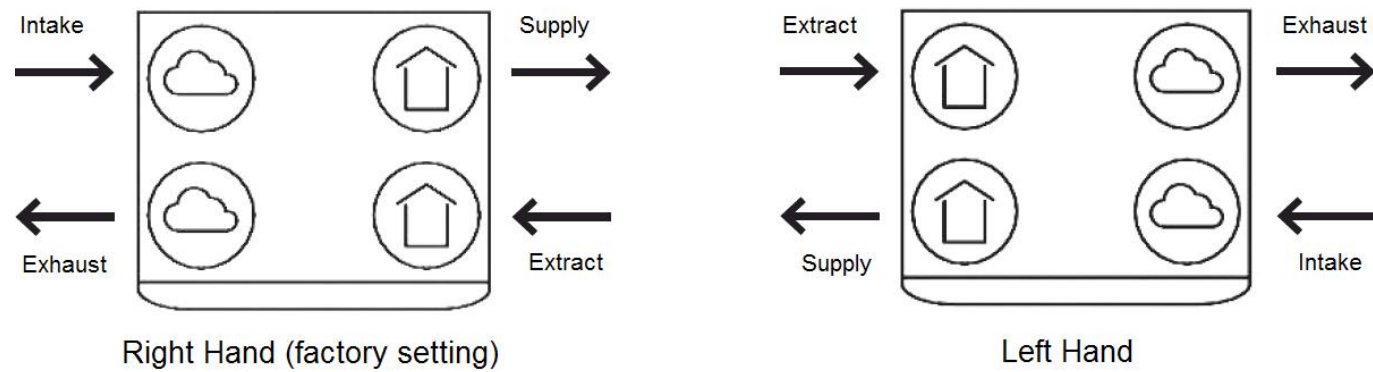 Intake
Supply
Exhaust
Extract
Right Hand (factory setting)
Extract
Exhaust
Supply
Intake
Left Hand